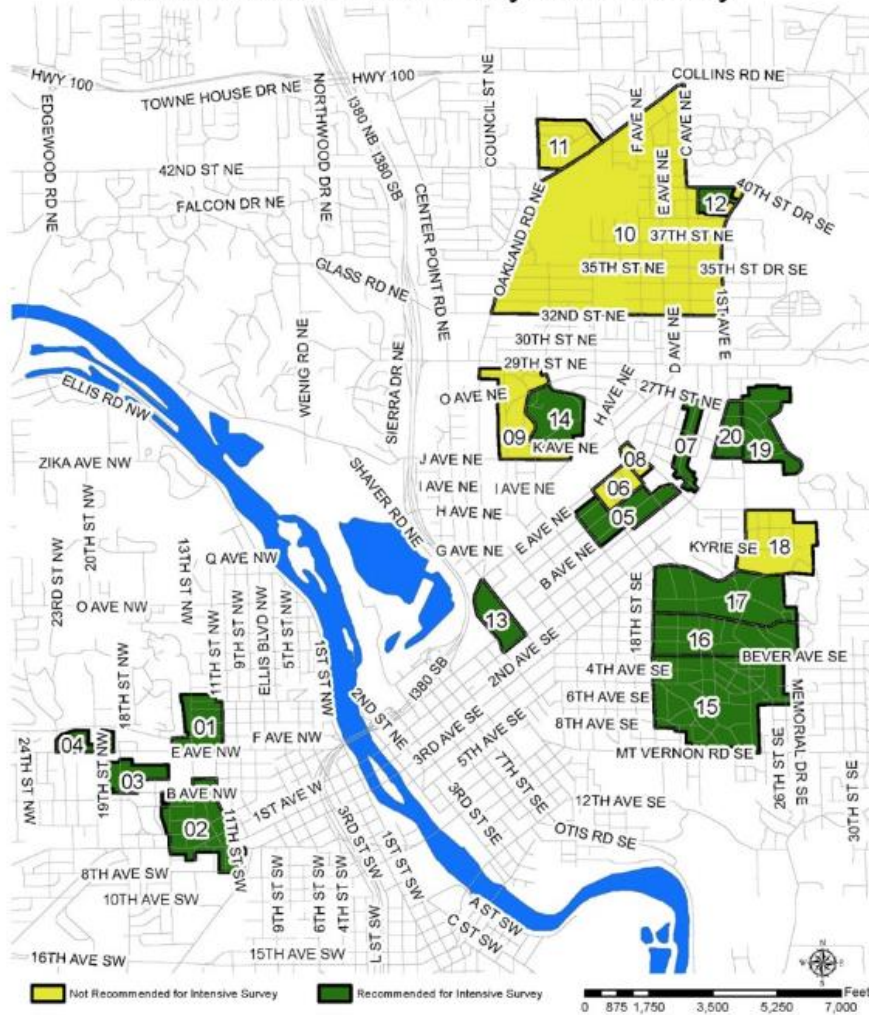 HWY 100
HWY 100
COLLINS RD NE
TOWNE HOUSE DR NE
EDGEWOOD RD NE
NORTHWOOD DR NE
I380 NB
I380 SB
COUNCIL ST NE
F AVE NE
C AVE NE
11
42ND ST NE
FALCON DR NE
CENTER POINT RD NE
OAKLAND RD NE
E AVE NE
12
40TH ST DR SE
10
37TH ST NE
GLASS RD NE
35TH ST NE
35TH ST DR SE
1ST AVE E
32ND ST NE
30TH ST NE
29TH ST NE
D AVE NE
WENIG RD NE
SIERRA DR NE
ELLIS RD NW
O AVE NE
14
09
K AVE NE
H AVE NE
27TH ST NE
07
20
19
ZIKA AVE NW
J AVE NE
08
I AVE NE
I AVE NE
06
05
SHAVER RD NE
H AVE NE
E AVE NE
G AVE NE
B AVE NE
KYRIE SE
18
23RD ST NW
20TH ST NW
13TH ST NW
Q AVE NW
O AVE NW
11TH ST NW
9TH ST NW
ELLIS BLVD NW
5TH ST NW
1ST ST NW
13
18TH ST SE
17
16
BEVER AVE SE
I380 SB
2ND AVE SE
4TH AVE SE
15
6TH AVE SE
8TH AVE SE
MT VERNON RD SE
MEMORIAL DR SE
26TH ST SE
30TH ST SE
18TH ST NW
01
04
24TH ST NW
19TH ST NW
E AVE NW
F AVE NW
2ND ST NE
3RD AVE SE
5TH AVE SE
7TH ST SE
03
B AVE NW
02
11TH ST SW
1ST AVE W
3RD ST SW
1ST ST SW
3RD ST SE
12TH AVE SE
OTIS RD SE
8TH AVE SW
10TH AVE SW
9TH ST SW
6TH ST SW
4TH ST SW
L ST SW
A ST SW
C ST SW
16TH AVE SW
15TH AVE SW
N
W
E
S
Not Recommended for Intensive Survey
Recommended for Intensive Survey
Feet
0 875 1,750 3,500 5,250 7,000